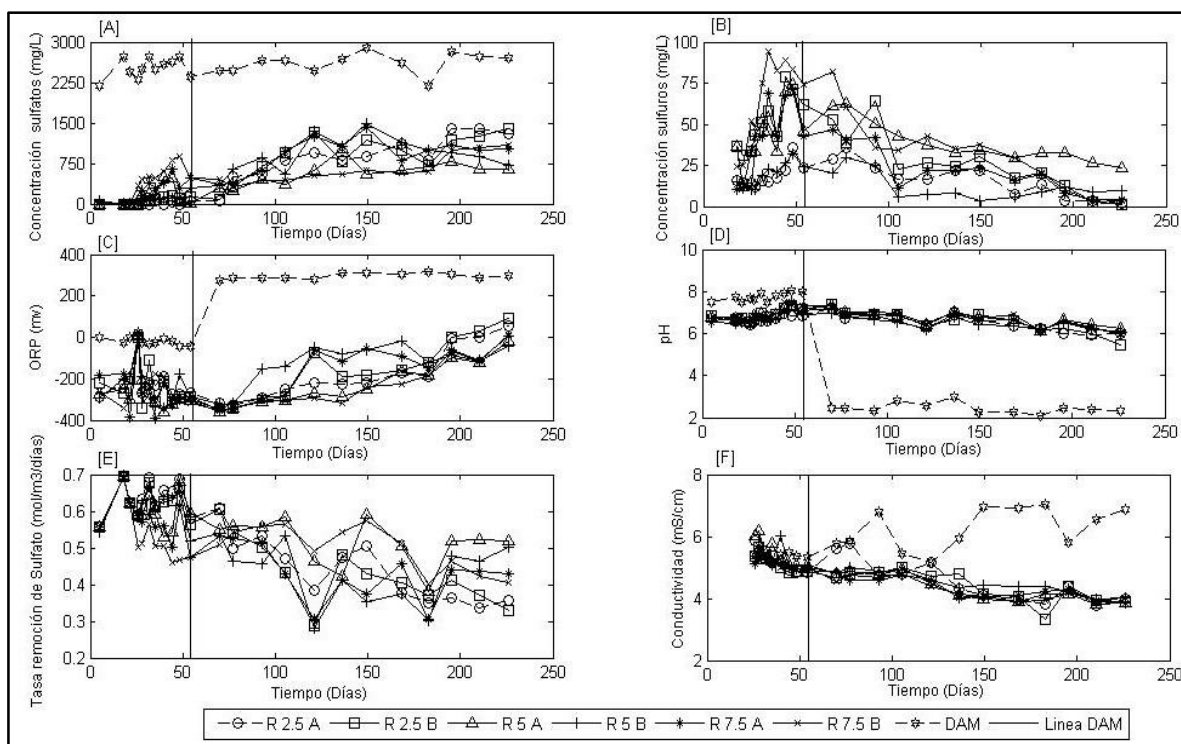 [A]
3000
2250
1500
750
0
Concentración sulfatos (mg/L)
0 50 100 150 200 250
Tiempo (Días)
[B]
100
75
50
25
0
Concentración sulfuros (mg/L)
0 50 100 150 200 250
Tiempo (Días)
[C]
400
200
0
-200
-400
ORP (mv)
0 50 100 150 200 250
Tiempo (Días)
[D]
10
8
6
4
2
pH
0 50 100 150 200 250
Tiempo (Días)
[E]
0.7
0.6
0.5
0.4
0.3
0.2
Tasa remoción de Sulfato (mol/m3/días)
0 50 100 150 200 250
Tiempo (Días)
[F]
8
6
4
2
Conductividad (mS/cm)
0 50 100 150 200 250
Tiempo (Días)
R 2.5 A R 2.5 B R 5 A R 5 B R 7.5 A R 7.5 B DAM Linea DAM